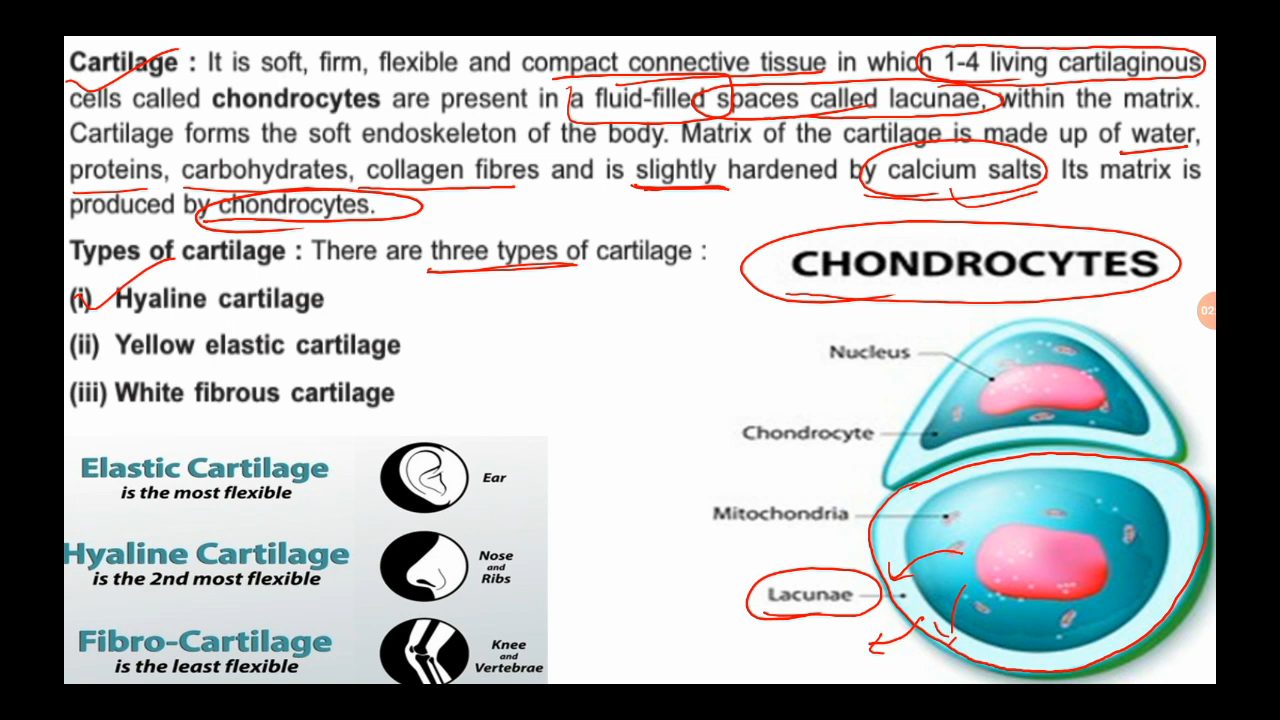 Cartilage : It is soft, firm, flexible and compact connective tissue in which 1-4 living cartilaginous
cells called chondrocytes are present in a fluid-filled spaces called lacunae, within the matrix.
Cartilage forms the soft endoskeleton of the body. Matrix of the cartilage is made up of water,
proteins, carbohydrates, collagen fibres and is slightly hardened by calcium salts. Its matrix is
produced by chondrocytes.
Types of cartilage : There are three types of cartilage :
(i) Hyaline cartilage
(ii) Yellow elastic cartilage
(iii) White fibrous cartilage
CHONDROCYTES
Nucleus
Chondrocyte
Mitochondria
Lacunae
Elastic Cartilage
is the most flexible
Ear
Hyaline Cartilage
is the 2nd most flexible
Nose
and
Ribs
Fibro-Cartilage
is the least flexible
Knee
and
Vertebrae